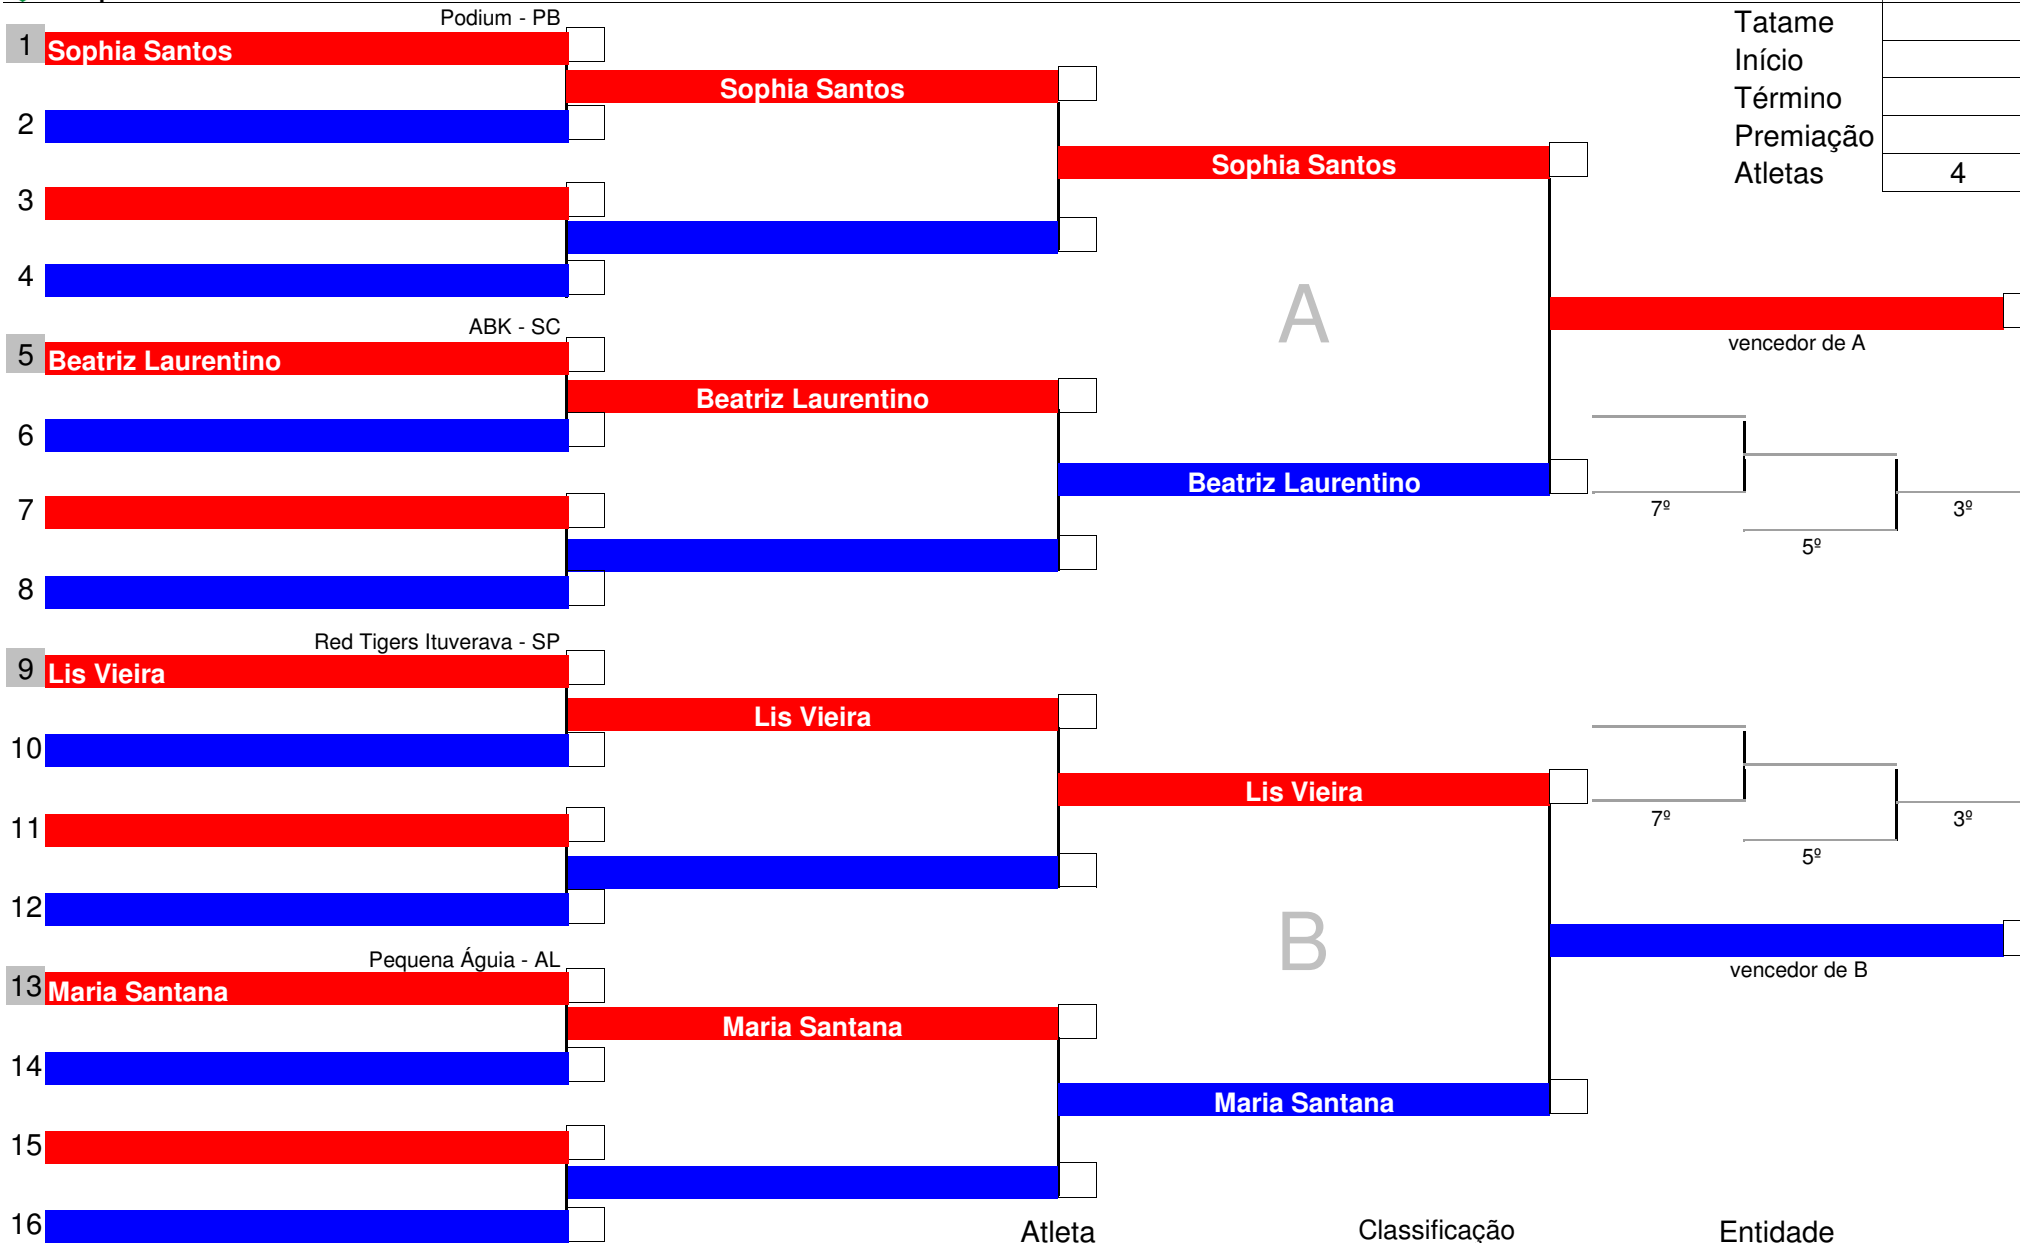 Podium - PB
Tatame
1 Sophia Santos
Início
Sophia Santos
Término
2
Premiação
Sophia Santos
Atletas 4
3
4
A
ABK - SC
vencedor de A
5 Beatriz Laurentino
Beatriz Laurentino
6
Beatriz Laurentino
7
7º
3º
5º
8
Red Tigers Ituverava - SP
9 Lis Vieira
Lis Vieira
10
Lis Vieira
11
7º
3º
5º
12
B
Pequena Águia - AL
vencedor de B
13 Maria Santana
Maria Santana
14
Maria Santana
15
16
Atleta Classificação Entidade